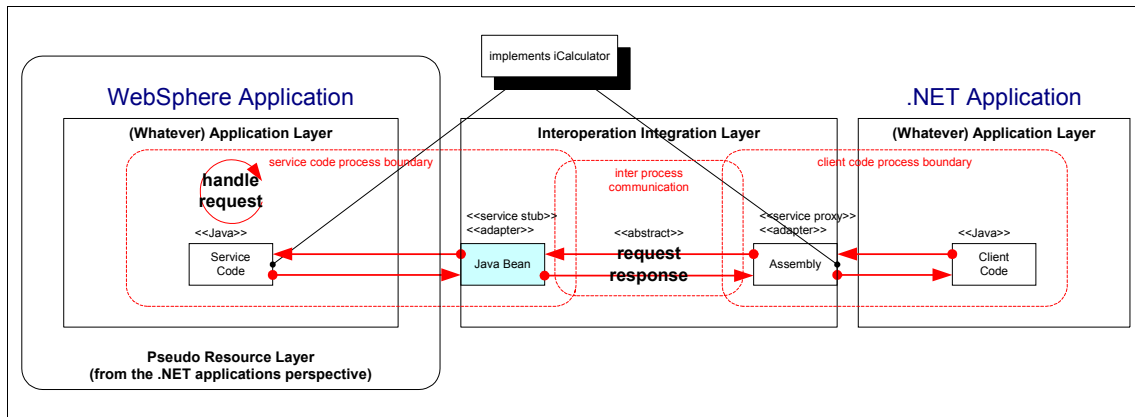 implements iCalculator
WebSphere Application
.NET Application
(Whatever) Application Layer
Interoperation Integration Layer
(Whatever) Application Layer
service code process boundary
inter process
communication
client code process boundary
handle
request
<<Java>>
Service
Code
<<service stub>>
<<adapter>>
Java Bean
<<abstract>>
request
response
<<service proxy>>
<<adapter>>
Assembly
<<Java>>
Client
Code
Pseudo Resource Layer
(from the .NET applications perspective)